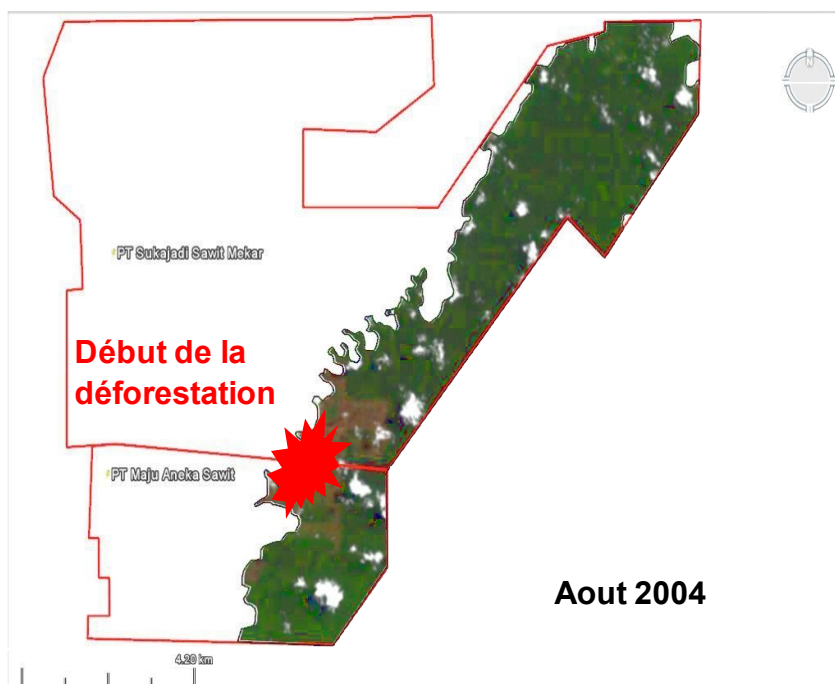 N
PT Sukajadi Sawit Mekar
Début de la
déforestation
PT Maju Aneka Sawit
Aout 2004
4.20 km